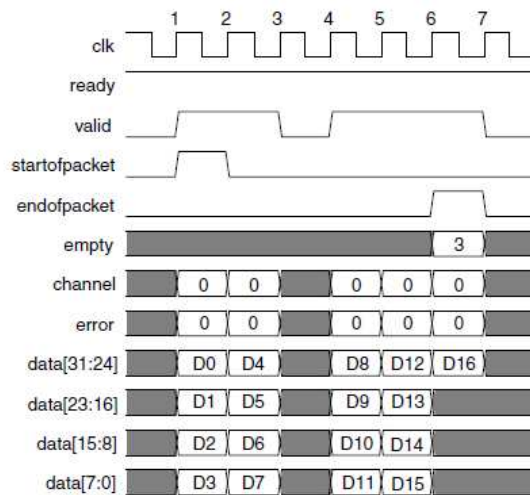 1 2 3 4 5 6 7
clk
ready
valid
startofpacket
endofpacket
empty 3
channel 0 0 0 0 0
error 0 0 0 0 0
data[31:24] D0 D4 D8 D12 D16
data[23:16] D1 D5 D9 D13
data[15:8] D2 D6 D10 D14
data[7:0] D3 D7 D11 D15